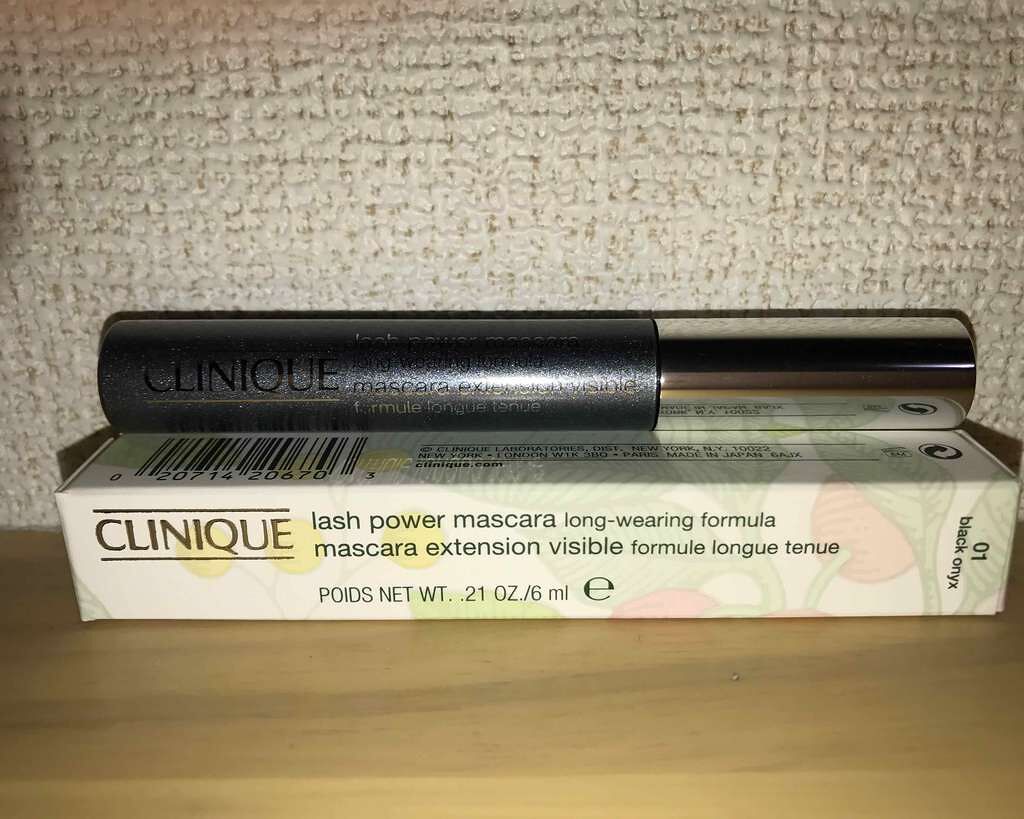 CLINIQUE
lash power mascara
long-wearing formula
mascara extension visible
formule longue tenue
0 20714 20670 3
© CLINIQUE LABORATORIES, DIST. NEW YORK, N.Y. 10022
NEW YORK • LONDON W1K 3BQ • PARIS MADE IN JAPAN 6AJX
clinique.com
6M
CLINIQUE
lash power mascara long-wearing formula
mascara extension visible formule longue tenue
POIDS NET WT. .21 OZ./6 ml e
01
black onyx